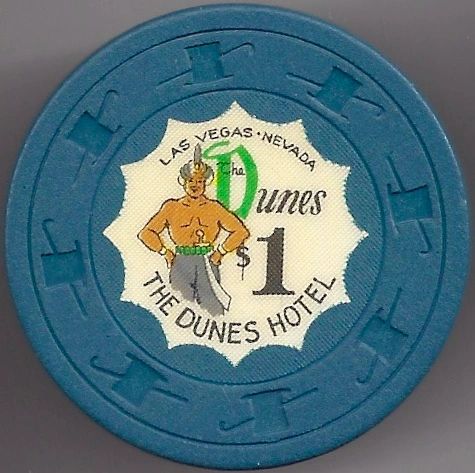 LAS VEGAS • NEVADA
The
Dunes
$1
THE DUNES HOTEL